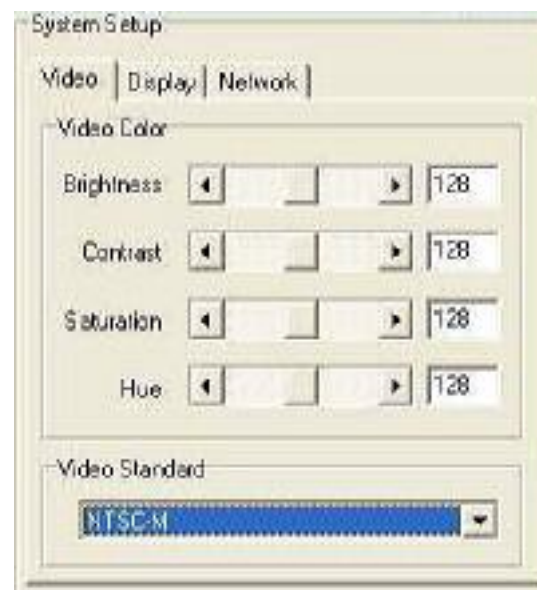 System Setup
Video Display Network
Video Color
Brightness 128
Contrast 128
Saturation 128
Hue 128
Video Standard
NTSC-M